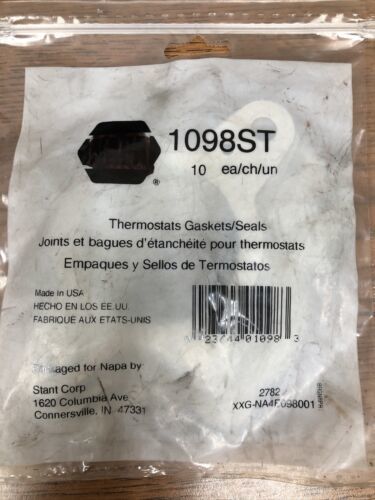 1098ST
10 ea/ch/un
®
Thermostats Gaskets/Seals
Joints et bagues d'étanchéité pour thermostats
Empaques y Sellos de Termostatos
Made in USA
HECHO EN LOS EE.UU.
FABRIQUE AUX ETATS-UNIS
01098 3
Packaged for Napa by:
Stant Corp
1620 Columbia Ave
Connersville, IN 47331
2782